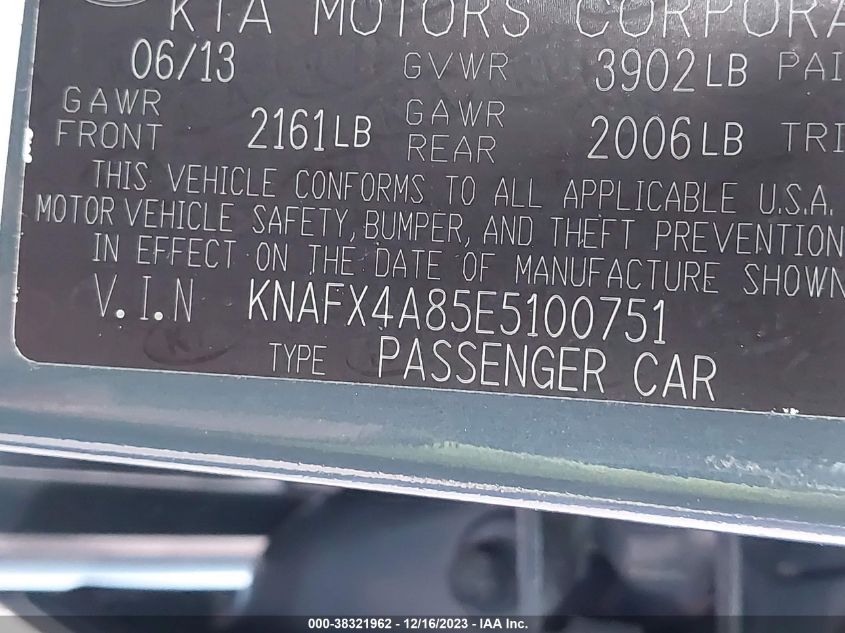 KIA MOTORS CORPORA
06/13 GVWR 3902LB PAI
GAWR FRONT 2161LB GAWR REAR 2006LB TRI
THIS VEHICLE CONFORMS TO ALL APPLICABLE U.S.A.
MOTOR VEHICLE SAFETY, BUMPER, AND THEFT PREVENTION
IN EFFECT ON THE DATE OF MANUFACTURE SHOWN
V.I.N KNAFX4A85E5100751
TYPE PASSENGER CAR
000-38321962 - 12/16/2023 - IAA Inc.